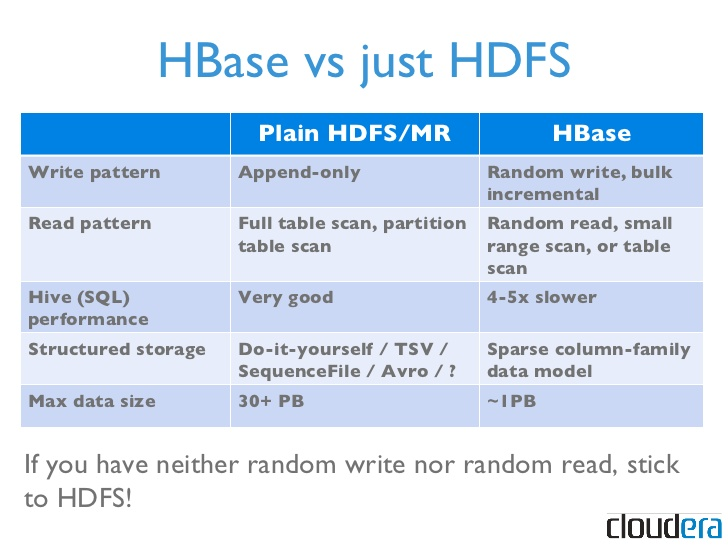 HBase vs just HDFS
Plain HDFS/MR HBase
Write pattern Append-only Random write, bulk
incremental
Read pattern Full table scan, partition Random read, small
table scan range scan, or table
scan
Hive (SQL) Very good 4-5x slower
performance
Structured storage Do-it-yourself / TSV / Sparse column-family
SequenceFile / Avro / ? data model
Max data size 30+ PB ~1PB
If you have neither random write nor random read, stick
to HDFS!
cloudera